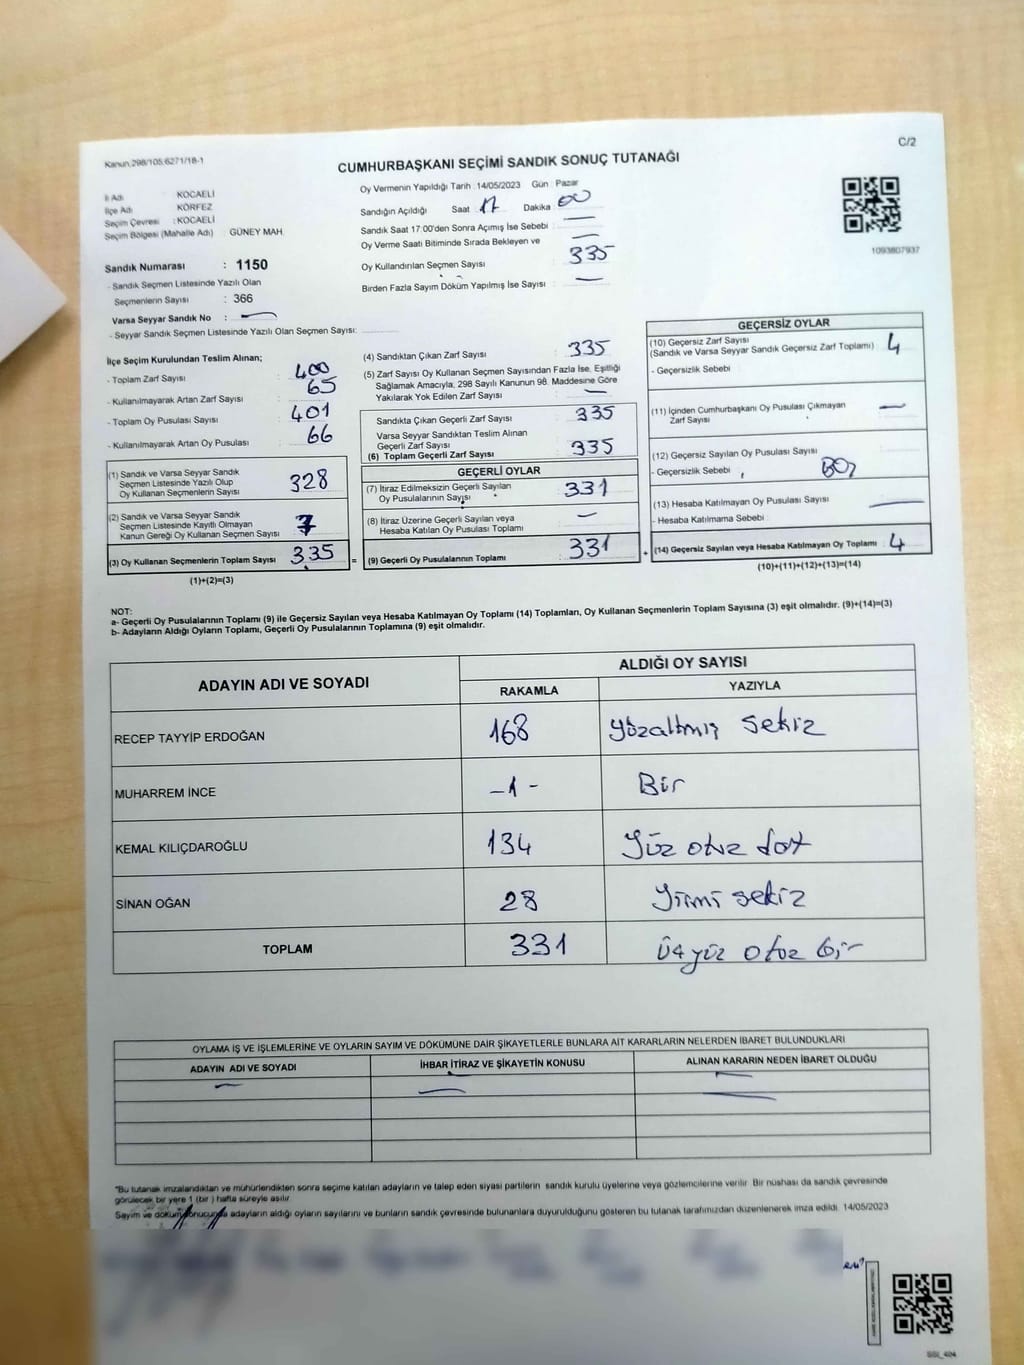 Kanun:298/105;6271/18-1
C/2
CUMHURBAŞKANI SEÇİMİ SANDIK SONUÇ TUTANAĞI
İl Adı KOCAELİ
İlçe Adı KÖRFEZ
Seçim Çevresi : KOCAELİ
Seçim Bölgesi (Mahalle Adı) GÜNEY MAH.
Oy Vermenin Yapıldığı Tarih 14/05/2023 Gün Pazar
Sandığın Açıldığı Saat 17 Dakika 00
Sandık Saat 17:00'den Sonra Açımış İse Sebebi : —
Oy Verme Saati Bitiminde Sırada Bekleyen ve —
Oy Kullandırılan Seçmen Sayısı 335
Birden Fazla Sayım Döküm Yapılmış İse Sayısı : —
1093807937
Sandık Numarası : 1150
- Sandık Seçmen Listesinde Yazılı Olan
Seçmenlerin Sayısı : 366
Varsa Seyyar Sandık No : —
- Seyyar Sandık Seçmen Listesinde Yazılı Olan Seçmen Sayısı:
İlçe Seçim Kurulundan Teslim Alınan;
- Toplam Zarf Sayısı 400
- Kullanılmayarak Artan Zarf Sayısı 65
- Toplam Oy Pusulası Sayısı 401
- Kullanılmayarak Artan Oy Pusulası 66
(1) Sandık ve Varsa Seyyar Sandık
Seçmen Listesinde Yazılı Olup
Oy Kullanan Seçmenlerin Sayısı 328
(2) Sandık ve Varsa Seyyar Sandık
Seçmen Listesinde Kayıtlı Olmayan
Kanun Gereği Oy Kullanan Seçmen Sayısı 7
(3) Oy Kullanan Seçmenlerin Toplam Sayısı 335 =
(1)+(2)=(3)
(4) Sandıktan Çıkan Zarf Sayısı 335
(5) Zarf Sayısı Oy Kullanan Seçmen Sayısından Fazla İse, Eşitliği
Sağlamak Amacıyla, 298 Sayılı Kanunun 98. Maddesine Göre
Yakılarak Yok Edilen Zarf Sayısı —
Sandıkta Çıkan Geçerli Zarf Sayısı : 335
Varsa Seyyar Sandıktan Teslim Alınan
Geçerli Zarf Sayısı
(6) Toplam Geçerli Zarf Sayısı 335
GEÇERLİ OYLAR
(7) İtiraz Edilmeksizin Geçerli Sayılan
Oy Pusulalarının Sayısı 331
(8) İtiraz Üzerine Geçerli Sayılan veya
Hesaba Katılan Oy Pusulası Toplamı —
(9) Geçerli Oy Pusulalarının Toplamı 331 +
GEÇERSİZ OYLAR
(10) Geçersiz Zarf Sayısı
(Sandık ve Varsa Seyyar Sandık Geçersiz Zarf Toplamı) 4
- Geçersizlik Sebebi
(11) İçinden Cumhurbaşkanı Oy Pusulası Çıkmayan
Zarf Sayısı —
(12) Geçersiz Sayılan Oy Pusulası Sayısı
- Geçersizlik Sebebi
(13) Hesaba Katılmayan Oy Pusulası Sayısı —
- Hesaba Katılmama Sebebi
(14) Geçersiz Sayılan veya Hesaba Katılmayan Oy Toplamı 4
(10)+(11)+(12)+(13)=(14)
NOT:
a- Geçerli Oy Pusulalarının Toplamı (9) ile Geçersiz Sayılan veya Hesaba Katılmayan Oy Toplamı (14) Toplamları, Oy Kullanan Seçmenlerin Toplam Sayısına (3) eşit olmalıdır. (9)+(14)=(3)
b- Adayların Aldığı Oyların Toplamı, Geçerli Oy Pusulalarının Toplamına (9) eşit olmalıdır.
ADAYIN ADI VE SOYADI
ALDIĞI OY SAYISI
RAKAMLA YAZIYLA
RECEP TAYYİP ERDOĞAN 168 Yüzaltmış sekiz
MUHARREM İNCE -1- Bir
KEMAL KILIÇDAROĞLU 134 Yüz otuz dört
SİNAN OĞAN 28 Yirmi sekiz
TOPLAM 331 Üç yüz otuz bir
OYLAMA İŞ VE İŞLEMLERİNE VE OYLARIN SAYIM VE DÖKÜMÜNE DAİR ŞİKAYETLERLE BUNLARA AİT KARARLARIN NELERDEN İBARET BULUNDUKLARI
ADAYIN ADI VE SOYADI İHBAR İTİRAZ VE ŞİKAYETİN KONUSU ALINAN KARARIN NEDEN İBARET OLDUĞU
*Bu tutanak imzalandıktan ve mühürlendikten sonra seçime katılan adayların ve talep eden siyasi partilerin sandık kurulu üyelerine veya gözlemcilerine verilir. Bir nüshası da sandık çevresinde
görülecek bir yere 1 (bir) hafta süreyle asılır.
Sayım ve döküm sonucunda adayların aldığı oyların sayılarını ve bunların sandık çevresinde bulunanlara duyurulduğunu gösteren bu tutanak tarafımızdan düzenlenerek imza edildi. 14/05/2023